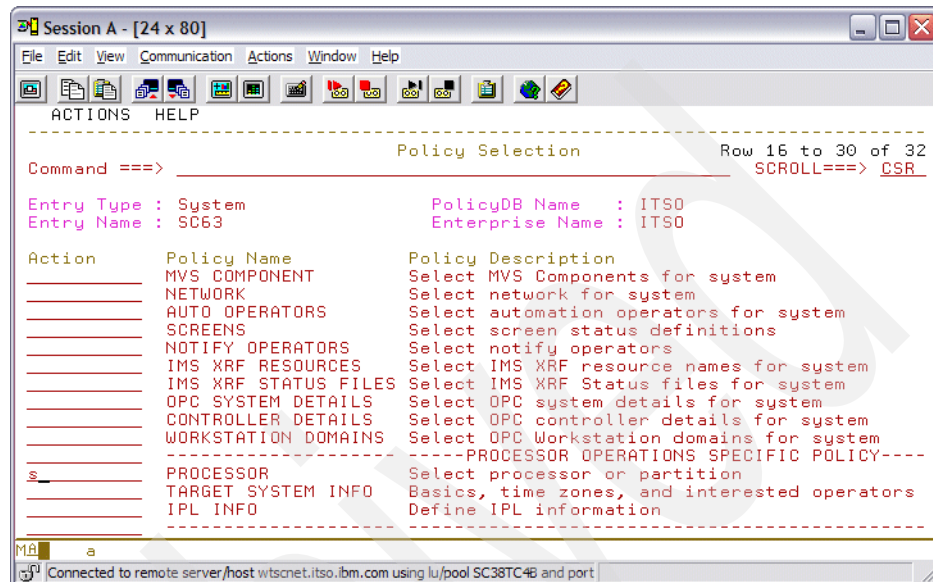 Session A - [24 x 80]
File Edit View Communication Actions Window Help
ACTIONS HELP
Policy Selection Row 16 to 30 of 32
Command ===> SCROLL===> CSR
Entry Type : System PolicyDB Name : ITSO
Entry Name : SC63 Enterprise Name : ITSO
Action Policy Name Policy Description
MVS COMPONENT Select MVS Components for system
NETWORK Select network for system
AUTO OPERATORS Select automation operators for system
SCREENS Select screen status definitions
NOTIFY OPERATORS Select notify operators
IMS XRF RESOURCES Select IMS XRF resource names for system
IMS XRF STATUS FILES Select IMS XRF Status files for system
OPC SYSTEM DETAILS Select OPC system details for system
CONTROLLER DETAILS Select OPC controller details for system
WORKSTATION DOMAINS Select OPC Workstation domains for system
-------------------- -----PROCESSOR OPERATIONS SPECIFIC POLICY----
s PROCESSOR Select processor or partition
TARGET SYSTEM INFO Basics, time zones, and interested operators
IPL INFO Define IPL information
MA a
Connected to remote server/host wtscnet.itso.ibm.com using lu/pool SC38TC4B and port